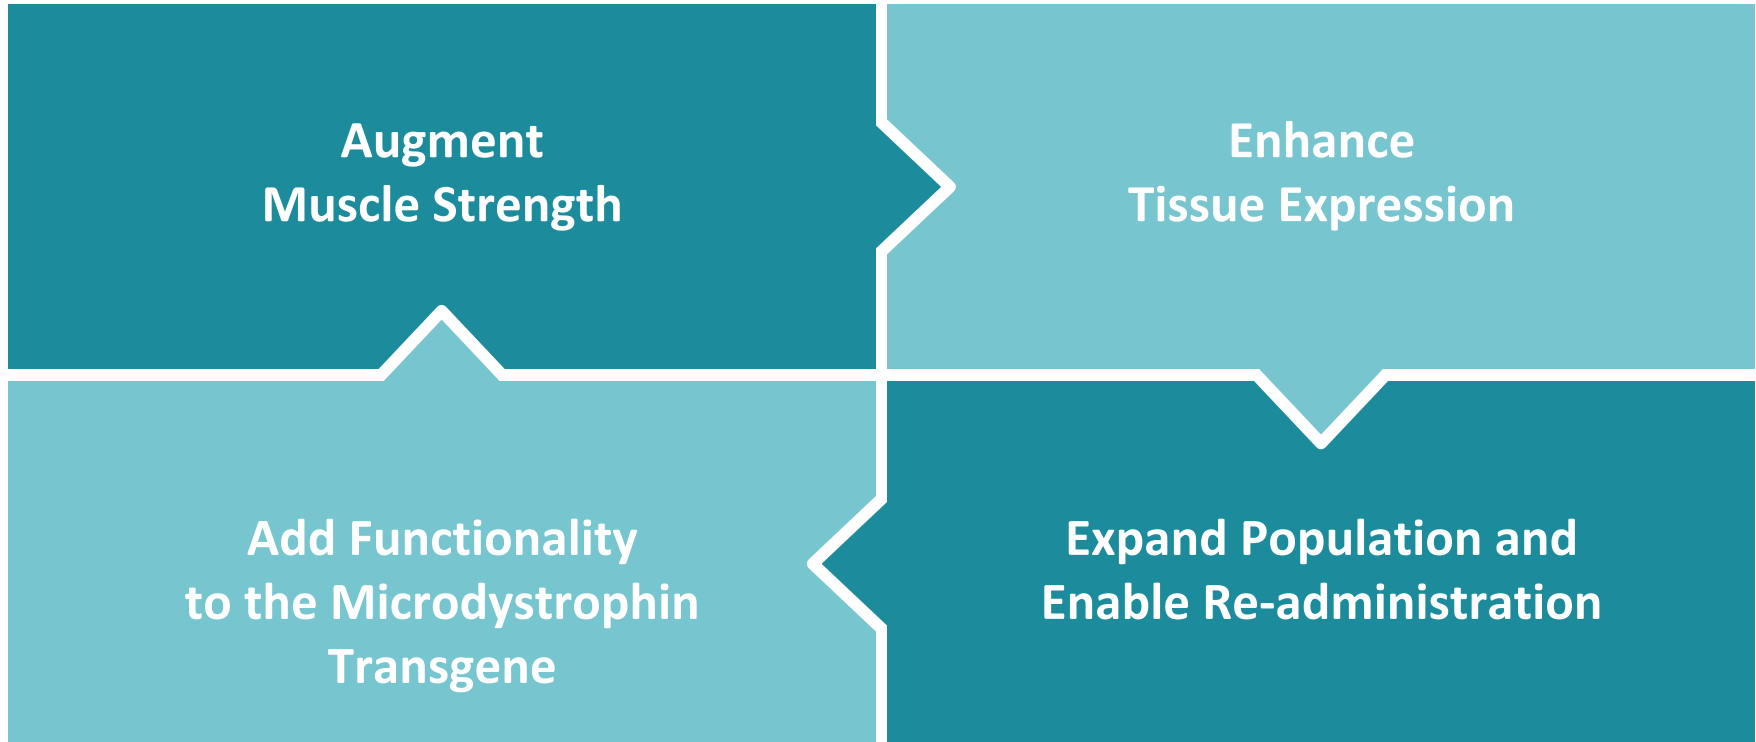 Augment
Muscle Strength
Enhance
Tissue Expression
Add Functionality
to the Microdystrophin
Transgene
Expand Population and
Enable Re-administration